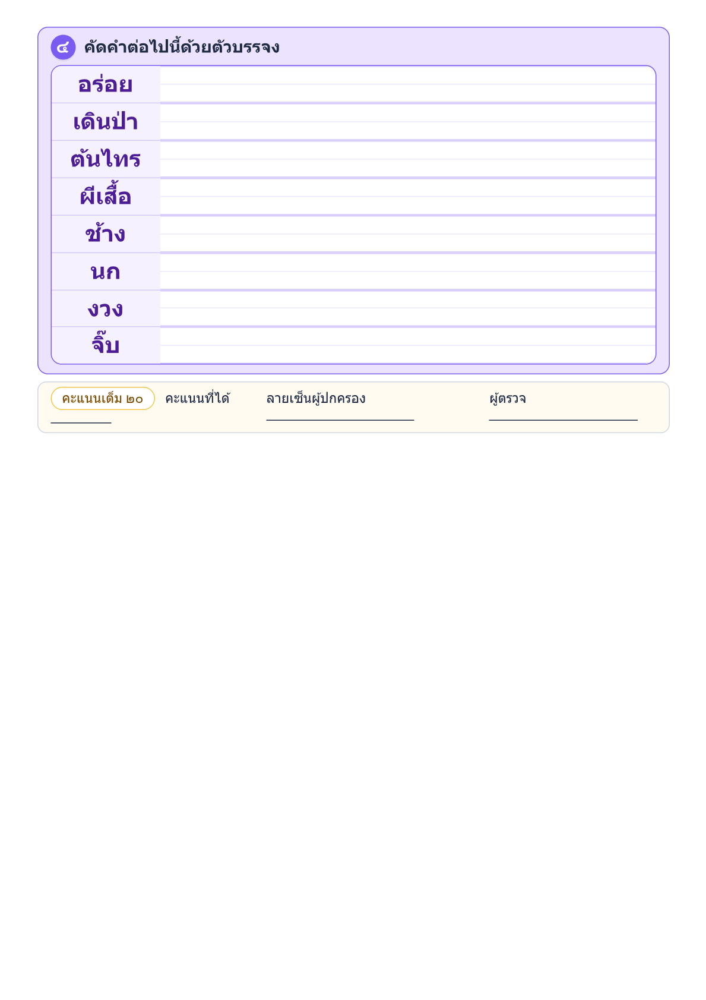 ๔ คัดคำต่อไปนี้ด้วยตัวบรรจง
อร่อย
เดินป่า
ต้นไทร
ผีเสื้อ
ช้าง
นก
งวง
จิ๊บ
คะแนนเต็ม ๒๐ คะแนนที่ได้ ลายเซ็นผู้ปกครอง ผู้ตรวจ